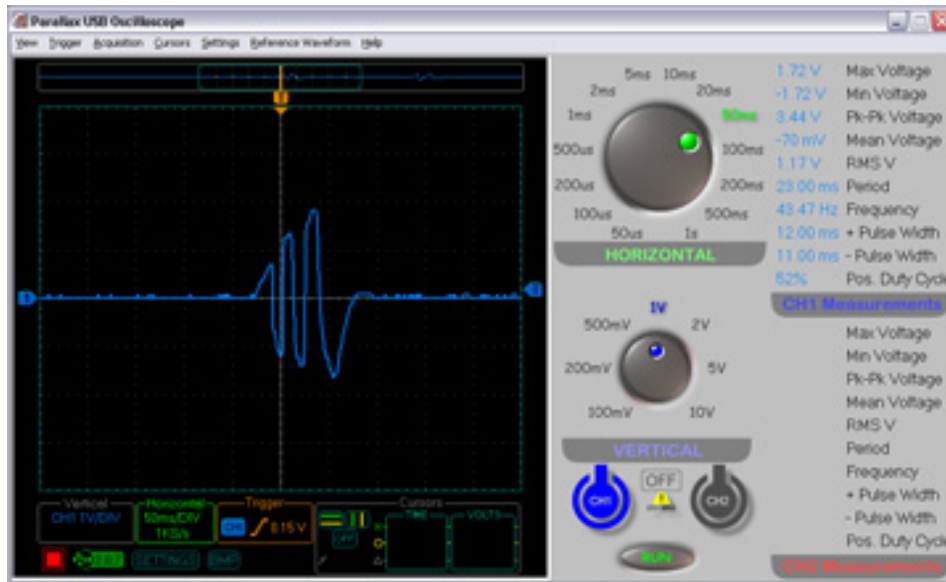 Parallax USB Oscilloscope
View Trigger Acquisition Cursors Settings Reference Waveform Help
T
1
5ms 10ms
2ms 20ms
1ms 50ms
500us 100ms
200us 200ms
100us 500ms
50us 1s
HORIZONTAL
1V
500mV 2V
200mV 5V
100mV 10V
VERTICAL
CH1 OFF CH2
RUN
1.72 V Max Voltage
-1.72 V Min Voltage
3.44 V Pk-Pk Voltage
-70 mV Mean Voltage
1.17 V RMS V
23.00 ms Period
43.47 Hz Frequency
12.00 ms + Pulse Width
11.00 ms - Pulse Width
52% Pos. Duty Cycle
CH1 Measurements
Max Voltage
Min Voltage
Pk-Pk Voltage
Mean Voltage
RMS V
Period
Frequency
+ Pulse Width
- Pulse Width
Pos. Duty Cycle
CH2 Measurements
Vertical Horizontal Trigger Cursors
CH1 1V/DIV 50ms/DIV CH1 0.15 V TIME VOLTS
1KS/s OFF
SETTINGS BMP